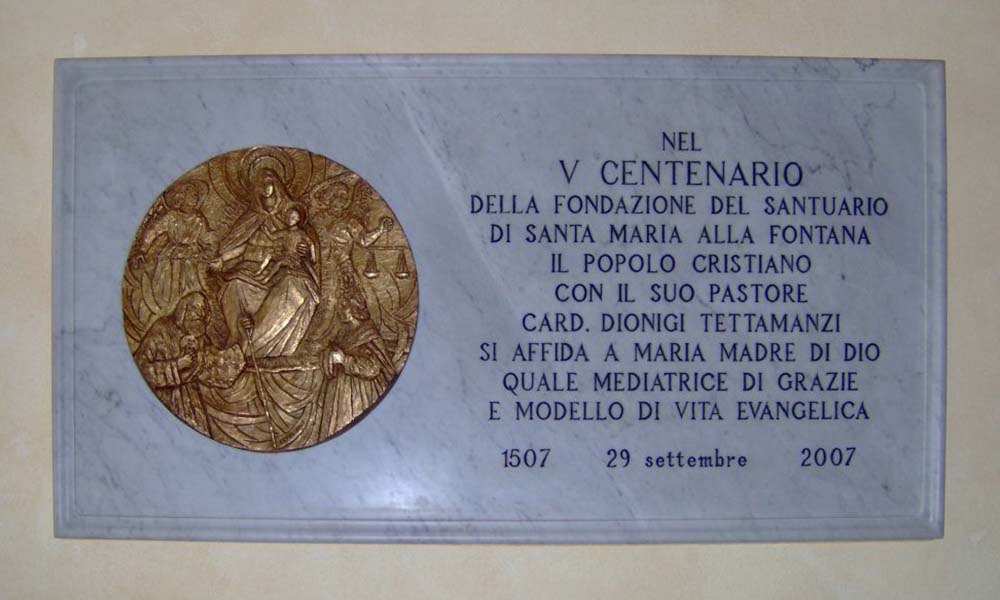 NEL
V CENTENARIO
DELLA FONDAZIONE DEL SANTUARIO
DI SANTA MARIA ALLA FONTANA
IL POPOLO CRISTIANO
CON IL SUO PASTORE
CARD. DIONIGI TETTAMANZI
SI AFFIDA A MARIA MADRE DI DIO
QUALE MEDIATRICE DI GRAZIE
E MODELLO DI VITA EVANGELICA
1507 29 settembre 2007